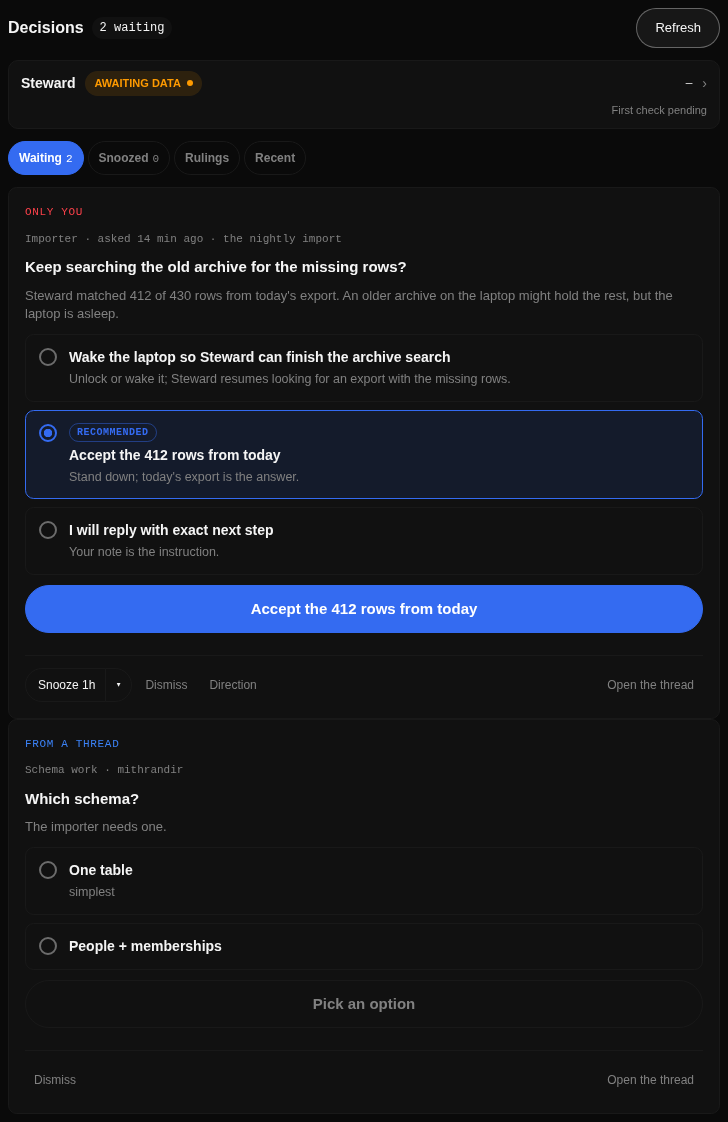 Decisions 2 waiting
Refresh
Steward AWAITING DATA
– ›
First check pending
Waiting 2
Snoozed 0
Rulings
Recent
ONLY YOU
Importer · asked 14 min ago · the nightly import
Keep searching the old archive for the missing rows?
Steward matched 412 of 430 rows from today's export. An older archive on the laptop might hold the rest, but the
laptop is asleep.
Wake the laptop so Steward can finish the archive search
Unlock or wake it; Steward resumes looking for an export with the missing rows.
RECOMMENDED
Accept the 412 rows from today
Stand down; today's export is the answer.
I will reply with exact next step
Your note is the instruction.
Accept the 412 rows from today
Snooze 1h
Dismiss
Direction
Open the thread
FROM A THREAD
Schema work · mithrandir
Which schema?
The importer needs one.
One table
simplest
People + memberships
Pick an option
Dismiss
Open the thread